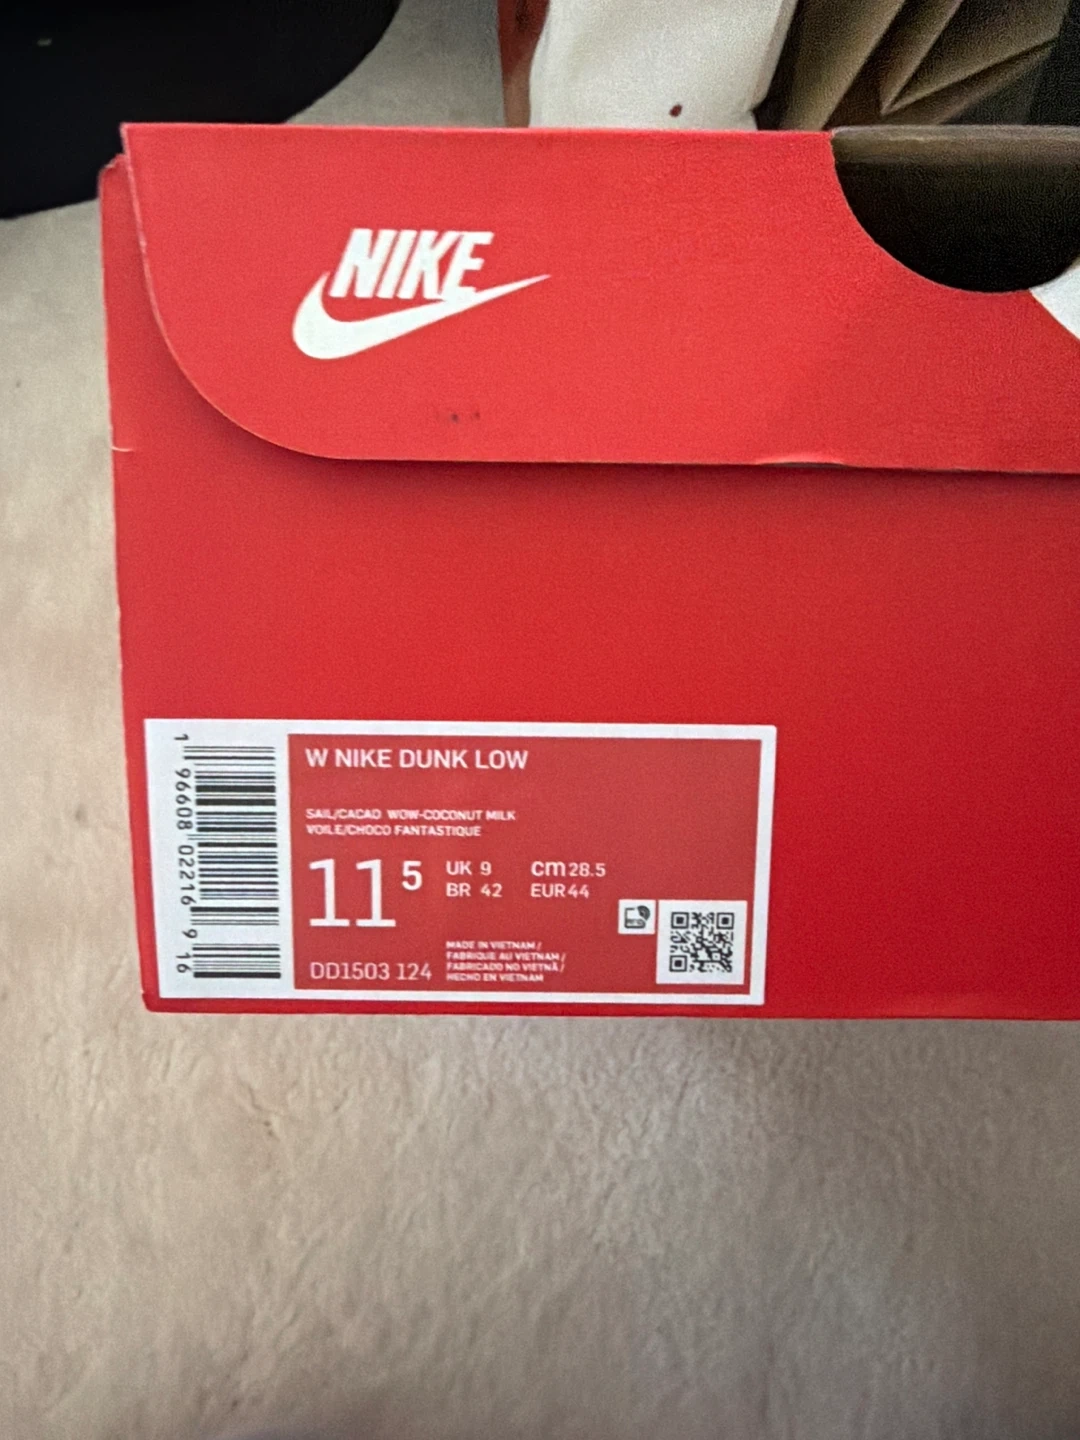 NIKE
W NIKE DUNK LOW
SAIL/CACAO WOW-COCONUT MILK
VOILE/CHOCO FANTASTIQUE
11 5
UK 9 cm 28.5
BR 42 EUR 44
MADE IN VIETNAM /
FABRIQUE AU VIETNAM /
FABRICADO NO VIETNÃ /
HECHO EN VIETNAM
DD1503 124
1 96608 02216 9 16